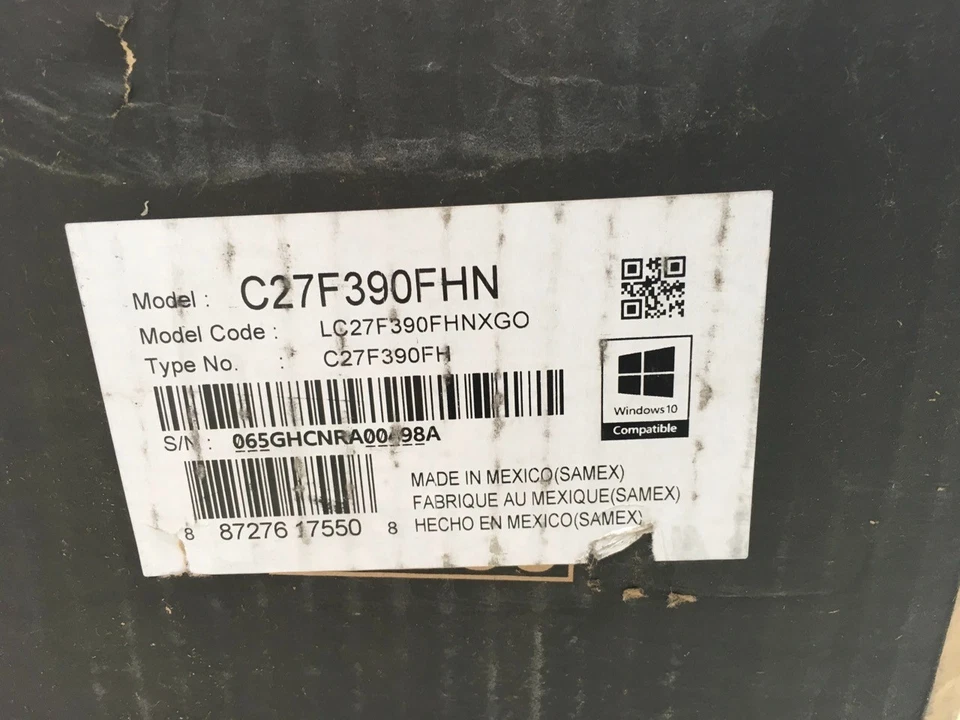 Model : C27F390FHN
Model Code : LC27F390FHNXGO
Type No. : C27F390FH
S/N :
MADE IN MEXICO(SAMEX)
FABRIQUE AU MEXIQUE(SAMEX)
HECHO EN MEXICO(SAMEX)
8 87276 17550 8
Windows 10
Compatible